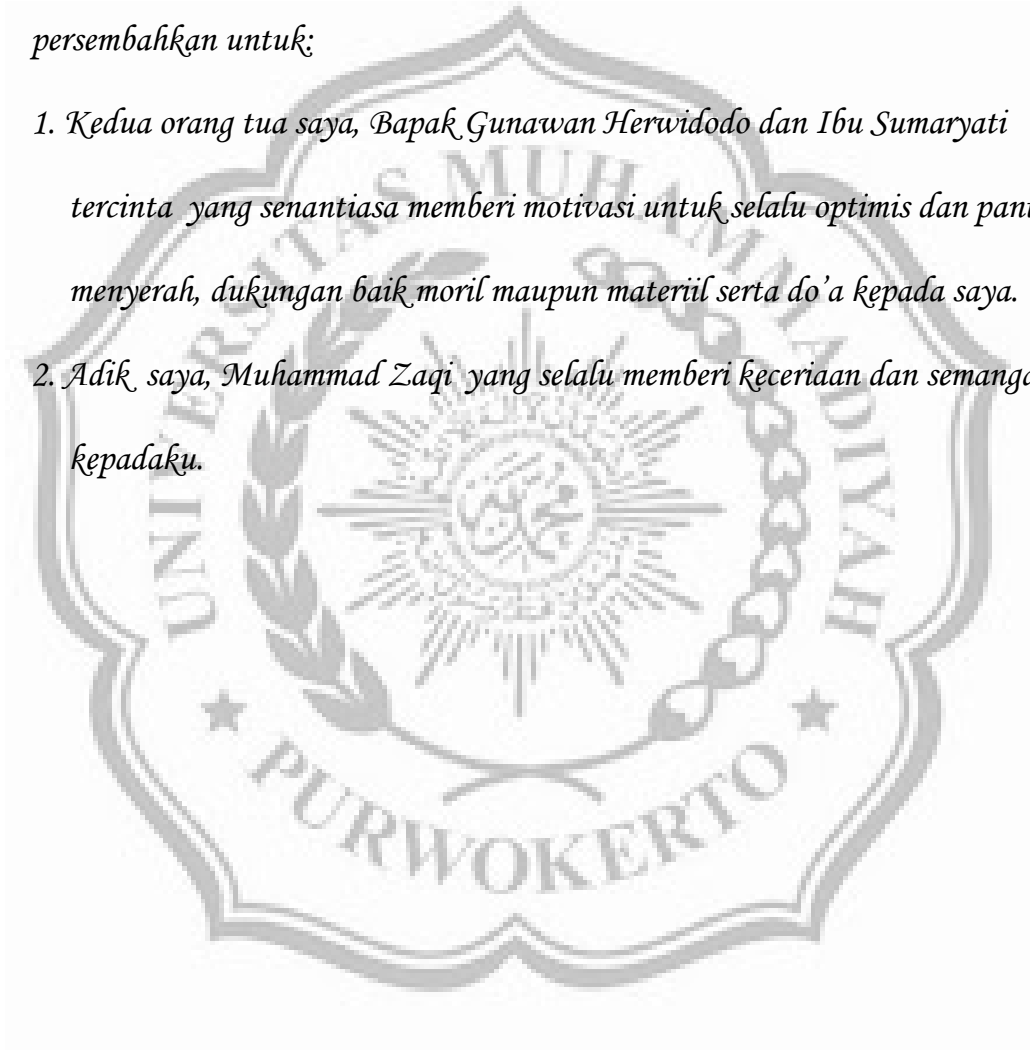 persembahkan untuk:
1. Kedua orang tua saya, Bapak Gunawan Herwidodo dan Ibu Sumaryati
tercinta yang senantiasa memberi motivasi untuk selalu optimis dan
menyerah, dukungan baik moril maupun materiil serta do’a kepada saya.
2. Adik saya, Muhammad Zaqi yang selalu memberi keceriaan dan
kepadaku.
UNIVERSITAS MUHAMMADIYAH
PURWOKERTO